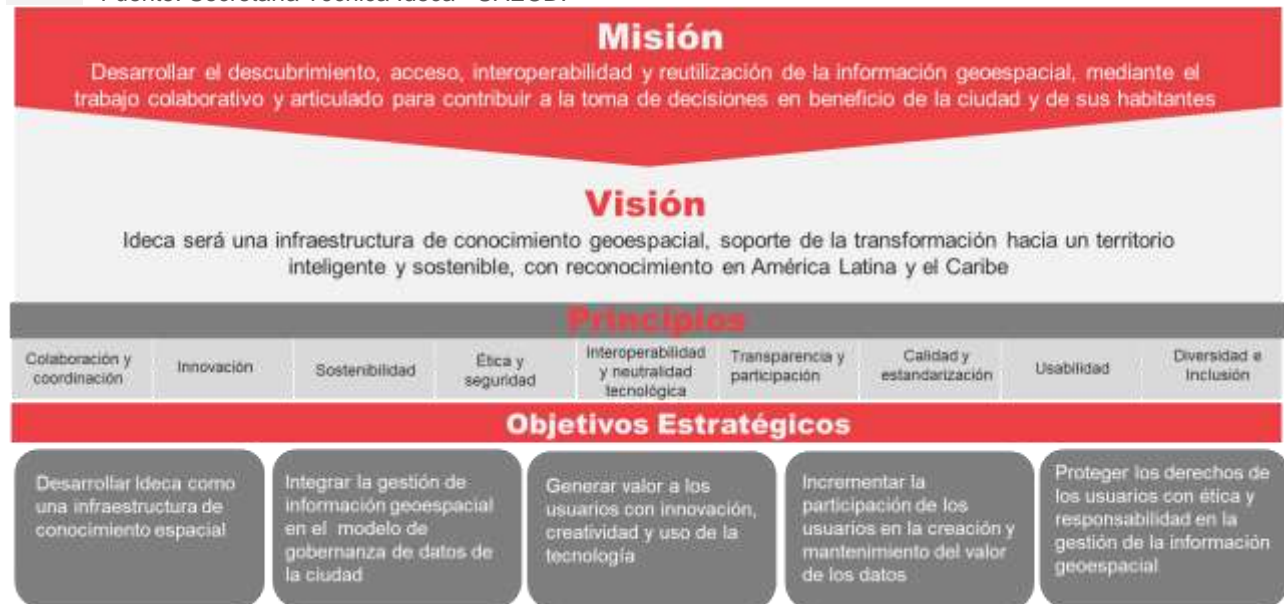 Misión
Desarrollar el descubrimiento, acceso, interoperabilidad y reutilización de la información geoespacial, mediante el
trabajo colaborativo y articulado para contribuir a la toma de decisiones en beneficio de la ciudad y de sus habitantes
Visión
Ideca será una infraestructura de conocimiento geoespacial, soporte de la transformación hacia un territorio
inteligente y sostenible, con reconocimiento en América Latina y el Caribe
Principios
Colaboración y
coordinación
Innovación
Sostenibilidad
Ética y
seguridad
Interoperabilidad
y neutralidad
tecnológica
Transparencia y
participación
Calidad y
estandarización
Usabilidad
Diversidad e
Inclusión
Objetivos Estratégicos
Desarrollar Ideca como
una infraestructura de
conocimiento espacial
Integrar la gestión de
información geoespacial
en el modelo de
gobernanza de datos de
la ciudad
Generar valor a los
usuarios con innovación,
creatividad y uso de la
tecnología
Incrementar la
participación de los
usuarios en la creación y
mantenimiento del valor
de los datos
Proteger los derechos de
los usuarios con ética y
responsabilidad en la
gestión de la información
geoespacial